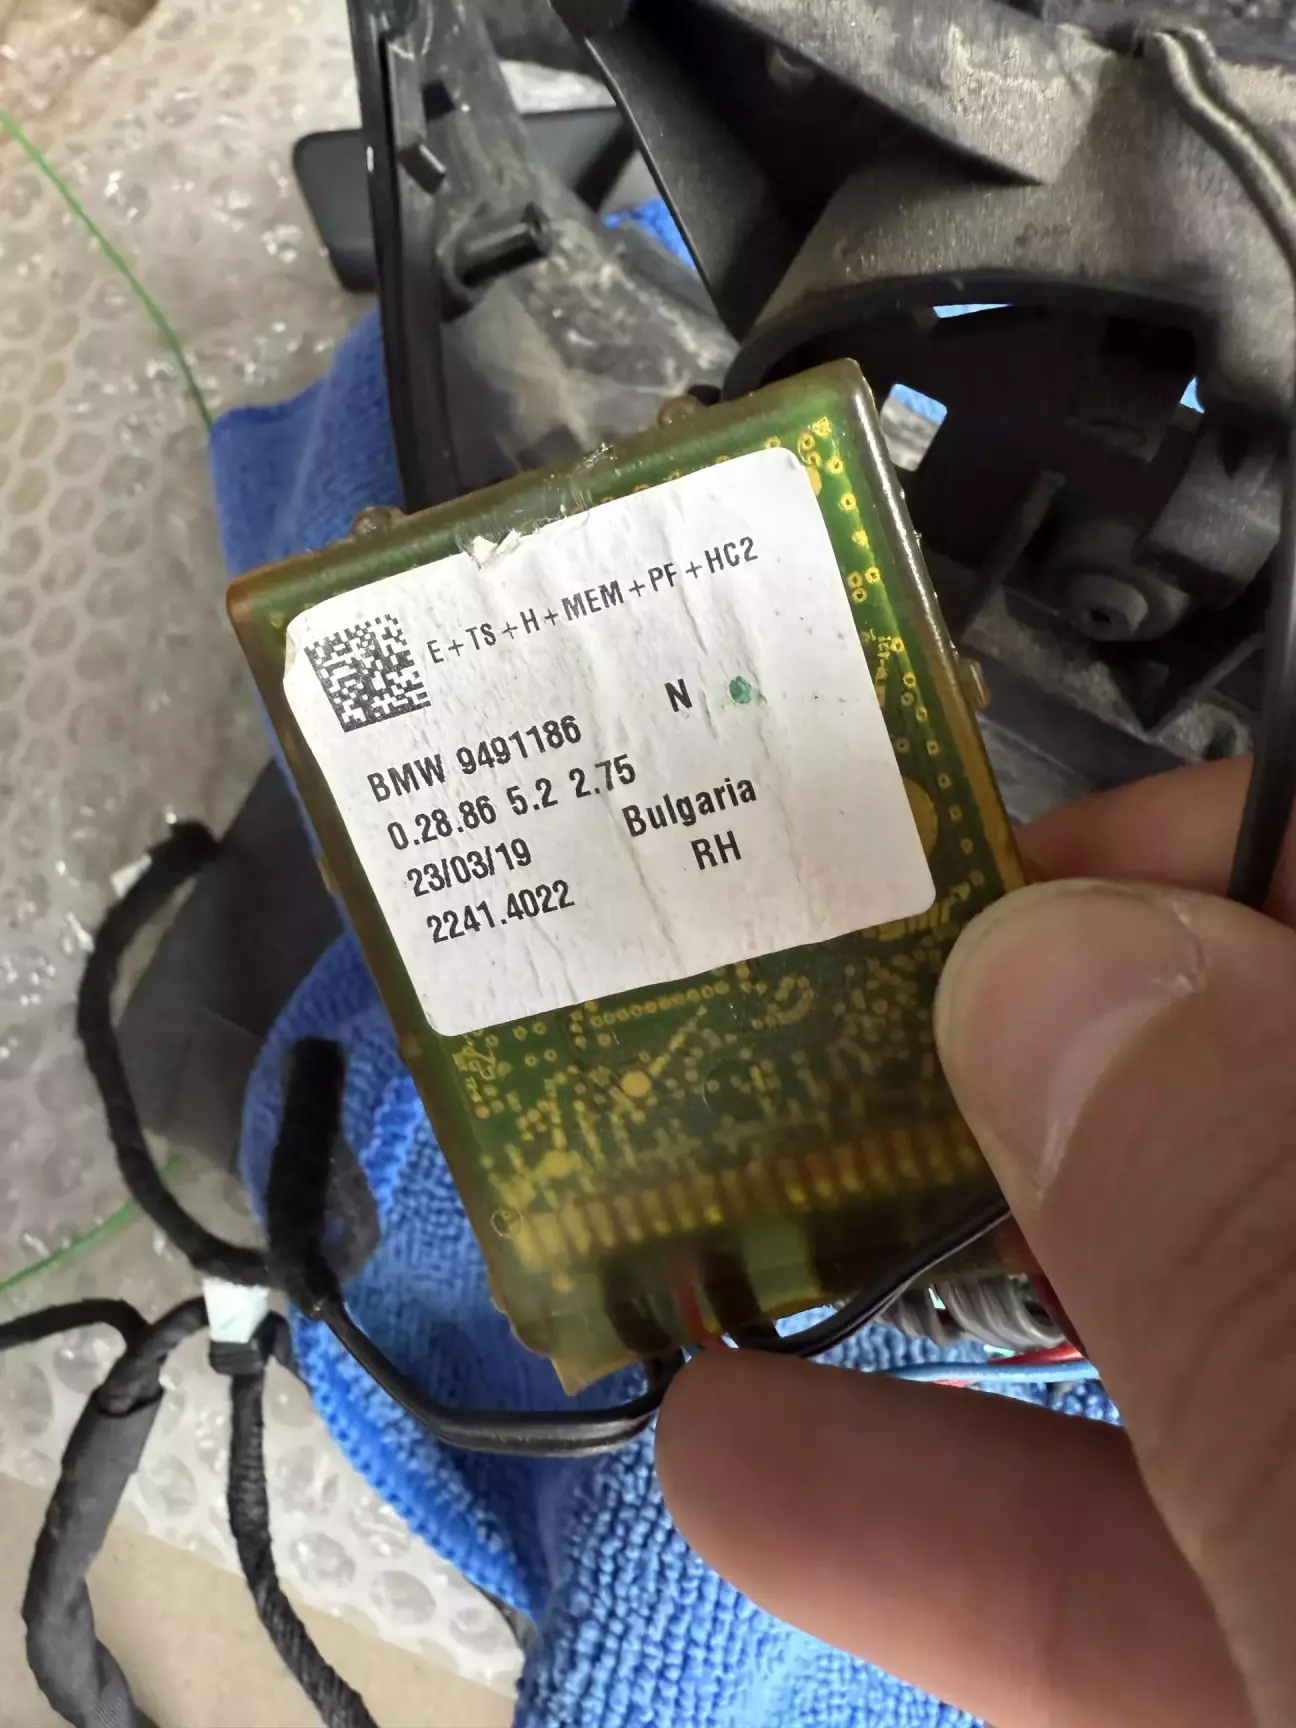 E+TS+H+MEM+PF+HC2
N
BMW 9491186
0.28.86 5.2 2.75
Bulgaria
23/03/19
RH
2241.4022